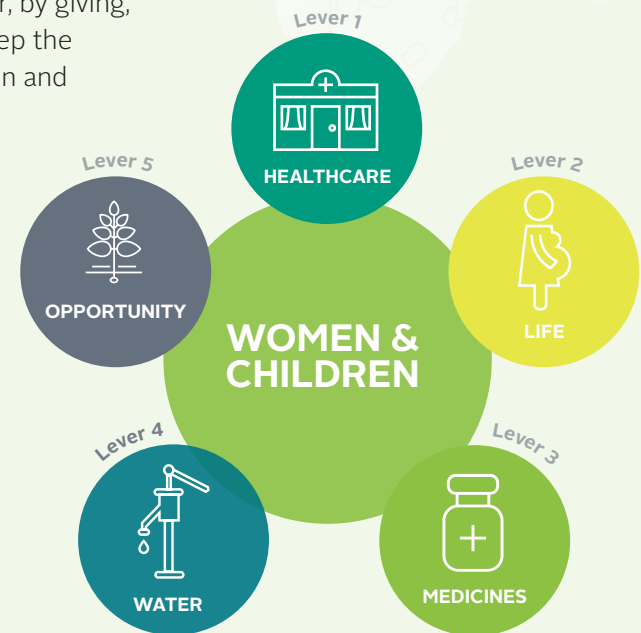 r, by giving,
ep the
n and
Lever 1
HEALTHCARE
Lever 5
Lever 2
OPPORTUNITY
LIFE
WOMEN &
CHILDREN
Lever 4
Lever 3
WATER
MEDICINES